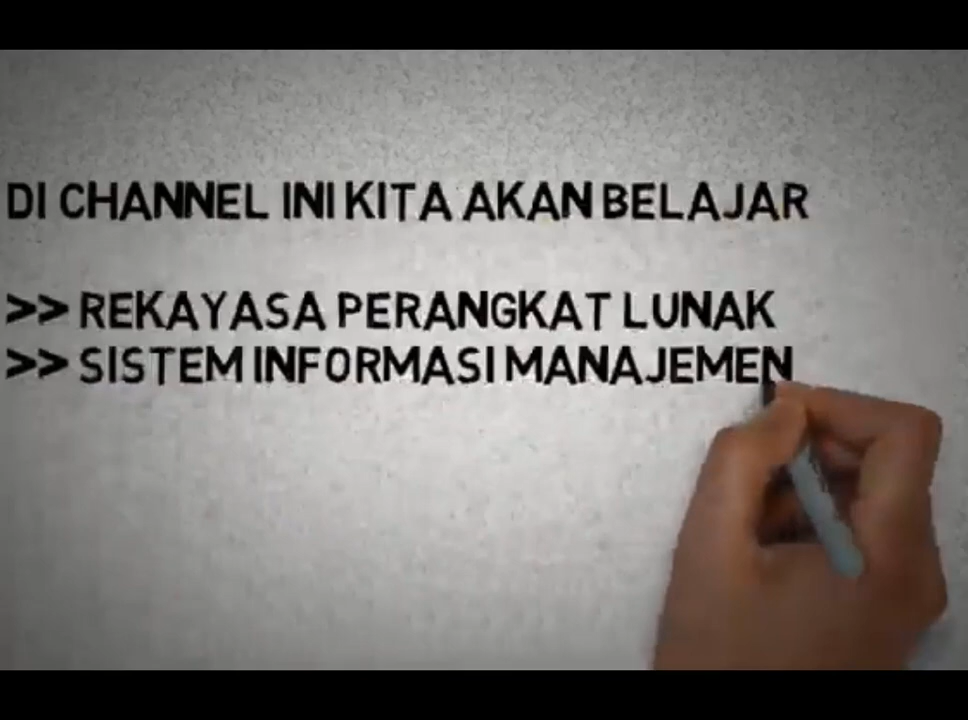 DI CHANNEL INI KITA AKAN BELAJAR
>> REKAYASA PERANGKAT LUNAK
>> SISTEM INFORMASI MANAJEMEN